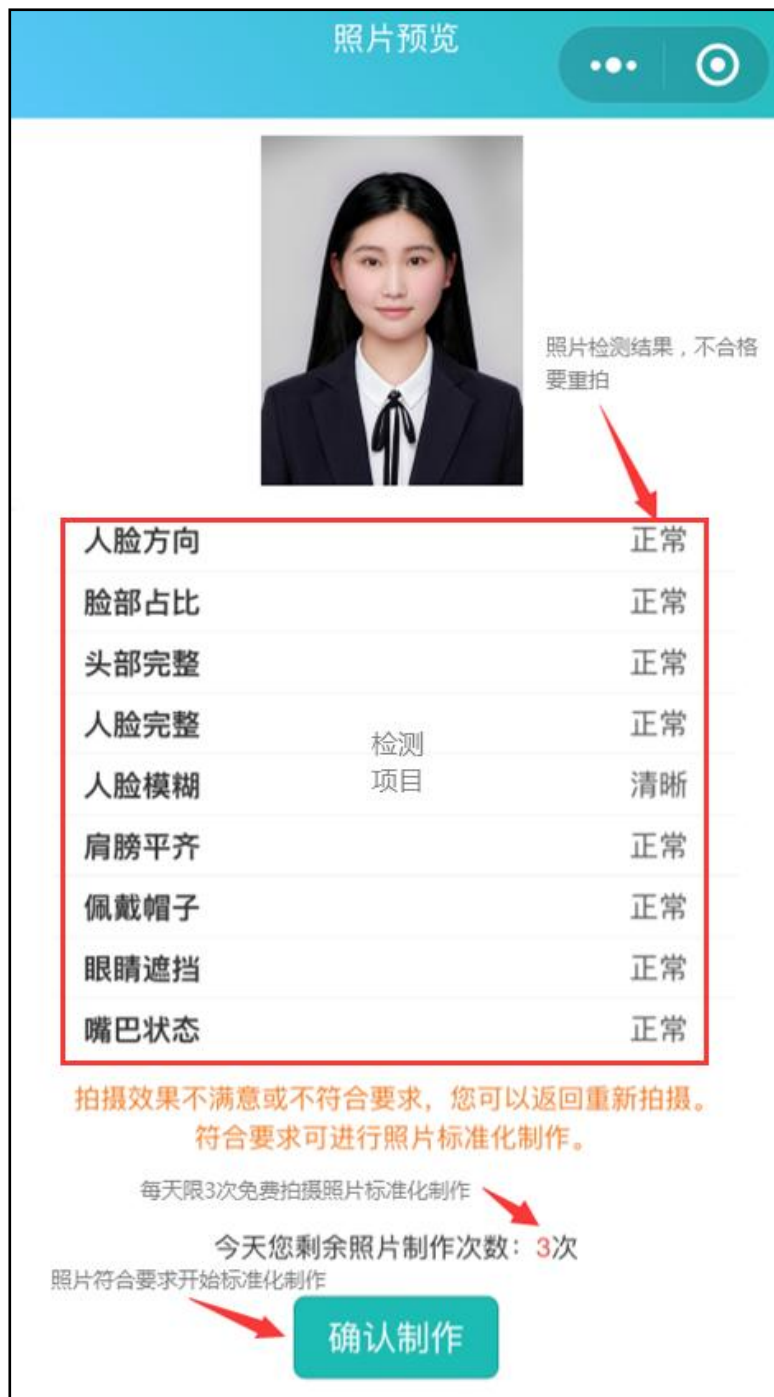 照片预览
照片检测结果，不合格
要重拍
人脸方向 正常
脸部占比 正常
头部完整 正常
人脸完整 正常
检测
项目
人脸模糊 清晰
肩膀平齐 正常
佩戴帽子 正常
眼睛遮挡 正常
嘴巴状态 正常
拍摄效果不满意或不符合要求，您可以返回重新拍摄。
符合要求可进行照片标准化制作。
每天限3次免费拍摄照片标准化制作
今天您剩余照片制作次数：3次
照片符合要求开始标准化制作
确认制作